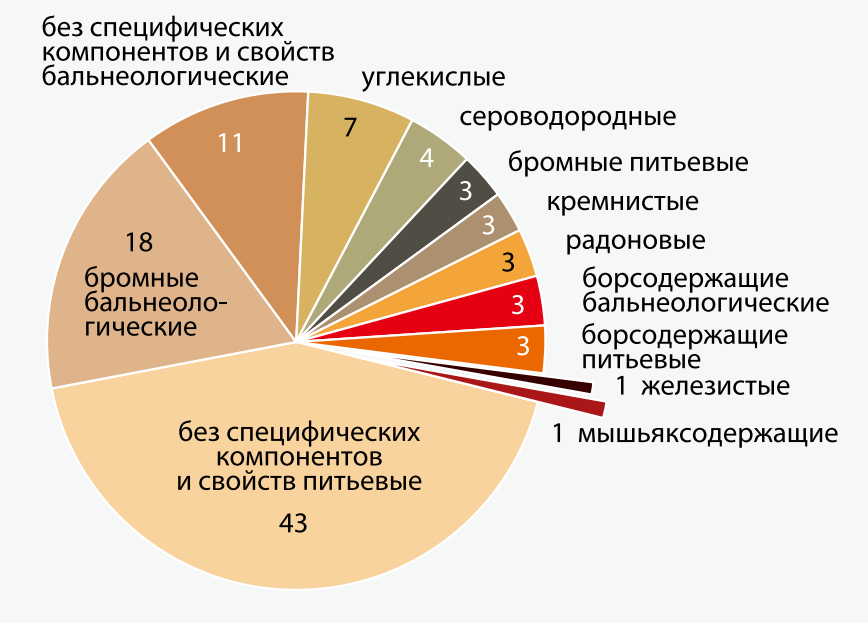 без специфических
компонентов и свойств
бальнеологические
11
углекислые
7
сероводородные
4
бромные питьевые
3
кремнистые
3
радоновые
3
борсодержащие
бальнеологические
3
борсодержащие
питьевые
3
1 железистые
1 мышьяксодержащие
18
бромные
бальнеоло-
гические
без специфических
компонентов
и свойств питьевые
43